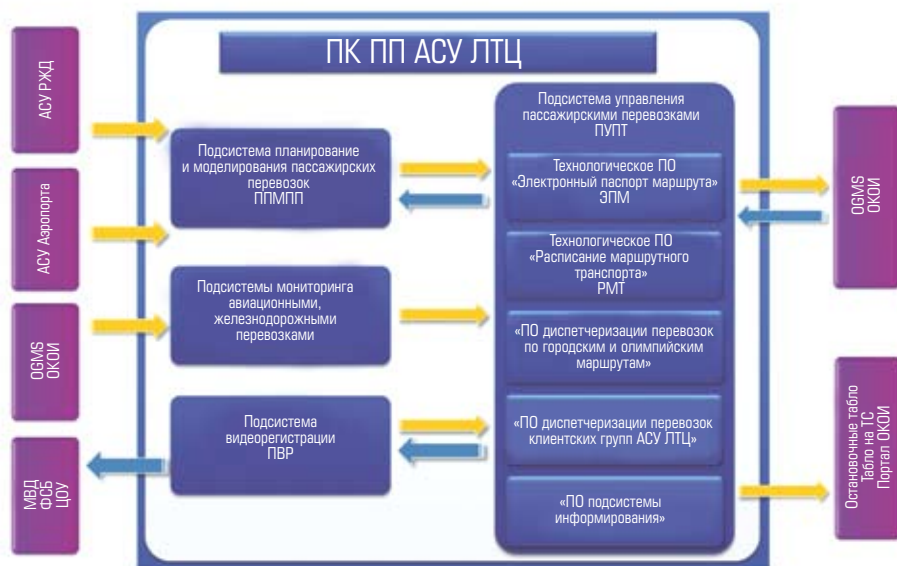 ПК ПП АСУ ЛТЦ
АСУ РЖД
АСУ Аэропорта
OGMS
ОКОИ
МВД
ФСБ
ЦОУ
Подсистема планирование
и моделирования пассажирских
перевозок
ППМПП
Подсистемы мониторинга
авиационными,
железнодорожными
перевозками
Подсистема
видеорегистрации
ПВР
Подсистема управления
пассажирскими перевозками
ПУПТ
Технологическое ПО
«Электронный паспорт маршрута»
ЭПМ
Технологическое ПО
«Расписание маршрутного
транспорта»
РМТ
«ПО диспетчеризации перевозок
по городским и олимпийским
маршрутам»
«ПО диспетчеризации перевозок
клиентских групп АСУ ЛТЦ»
«ПО подсистемы
информирования»
OGMS
ОКОИ
Остановочные табло
Табло на ТС
Портал ОКОИ